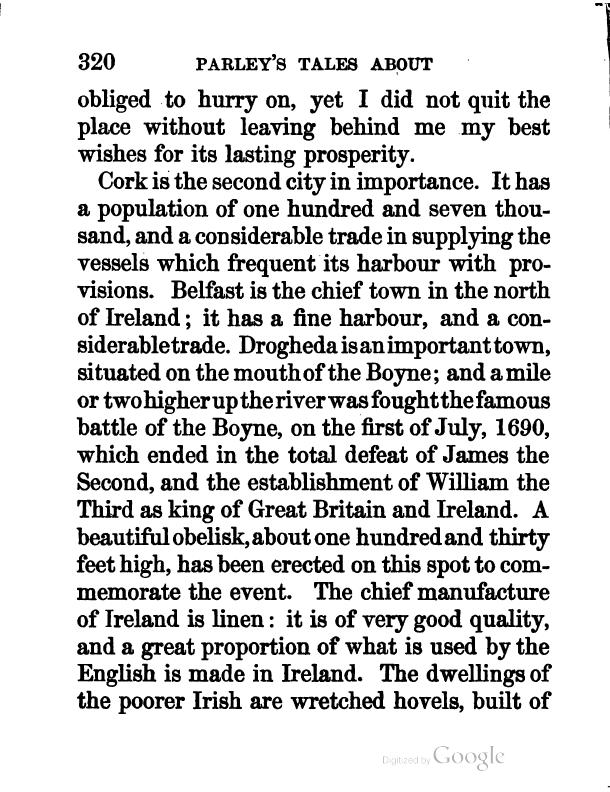 320 PARLEY'S TALES ABOUT
obliged to hurry on, yet I did not quit the
place without leaving behind me my best
wishes for its lasting prosperity.
Cork is the second city in importance. It has
a population of one hundred and seven thou-
sand, and a considerable trade in supplying the
vessels which frequent its harbour with pro-
visions. Belfast is the chief town in the north
of Ireland; it has a fine harbour, and a con-
siderable trade. Drogheda is an important town,
situated on the mouth of the Boyne; and a mile
or two higher up the river was fought the famous
battle of the Boyne, on the first of July, 1690,
which ended in the total defeat of James the
Second, and the establishment of William the
Third as king of Great Britain and Ireland. A
beautiful obelisk, about one hundred and thirty
feet high, has been erected on this spot to com-
memorate the event. The chief manufacture
of Ireland is linen: it is of very good quality,
and a great proportion of what is used by the
English is made in Ireland. The dwellings of
the poorer Irish are wretched hovels, built of
Digitized by Google